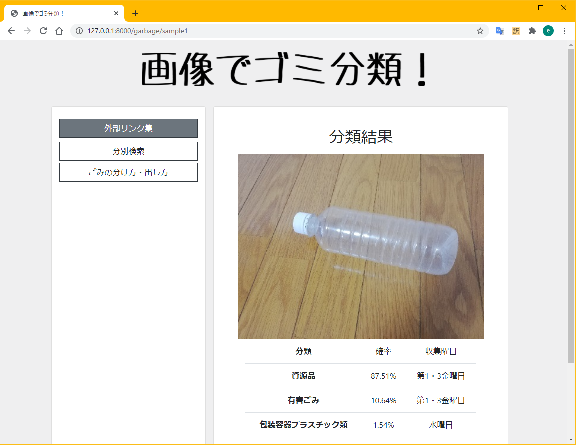 画像でゴミ分類！
127.0.0.1:8000/garbage/sample1
画像でゴミ分類！
外部リンク集
分別検索
ごみの分け方・出し方
分類結果
分類 確率 収集曜日
資源品 87.51% 第1・3金曜日
有害ごみ 10.64% 第1・3金曜日
包装容器プラスチック類 1.54% 水曜日